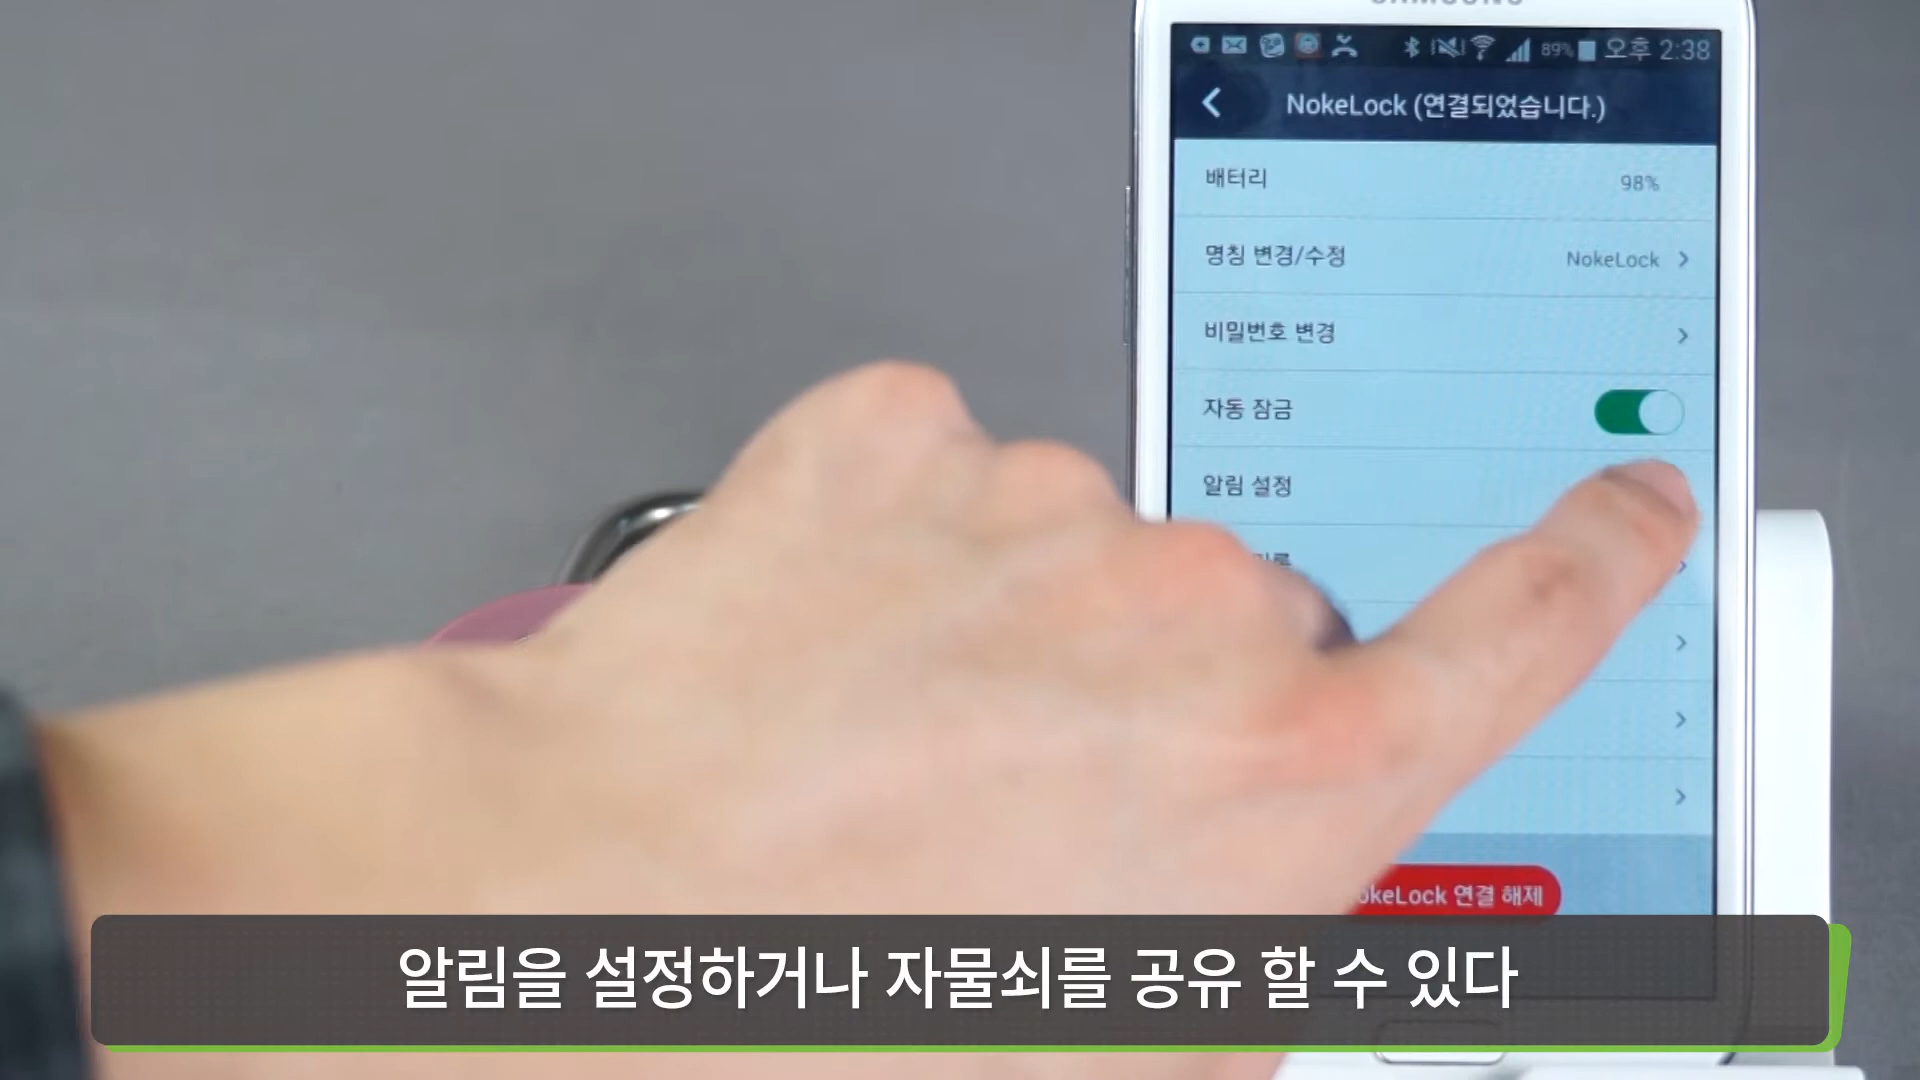 SAMSUNG
89% 오후 2:38
NokeLock (연결되었습니다.)
배터리 98%
명칭 변경/수정 NokeLock
비밀번호 변경
자동 잠금
알림 설정
okeLock 연결 해제
알림을 설정하거나 자물쇠를 공유 할 수 있다